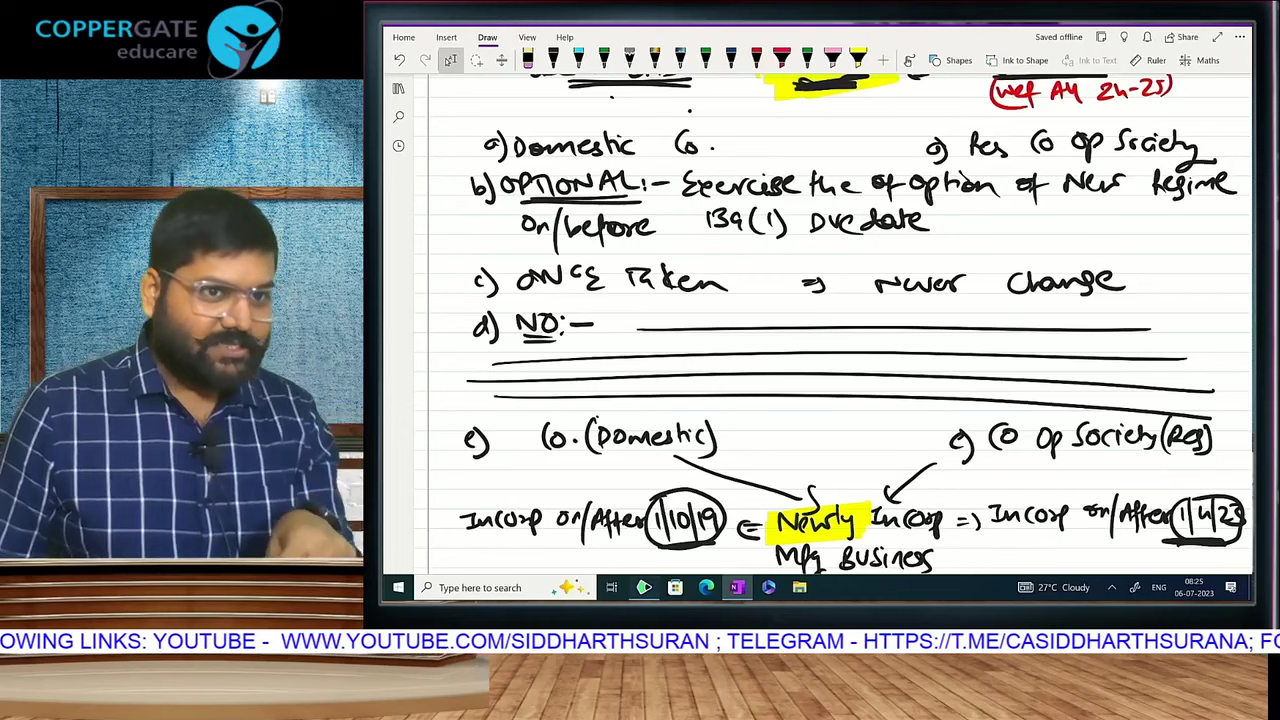 COPPERGATE
educare
Home Insert Draw View Help
Saved offline
Share
Shapes
Ink to Shape
Ink to Text
Ruler
Maths
(wef AY 24-25)
a) Domestic Co.
a) Res Co Op Society
b) OPTIONAL:- Exercise the of option of New Regime
on/before 139(1) Due date
c) ONCE Taken ⇒ Never Change
d) NO:-
e) Co. (Domestic)
e) Co Op Society (Res)
Incorp on/After 1/10/19 ⇐ Newly Incorp => Incorp on/After 1/4/23
Mfg Business
Type here to search
27°C Cloudy
ENG
08:25
06-07-2023
OWING LINKS: YOUTUBE - WWW.YOUTUBE.COM/SIDDHARTHSURAN ; TELEGRAM - HTTPS://T.ME/CASIDDHARTHSURANA; FO